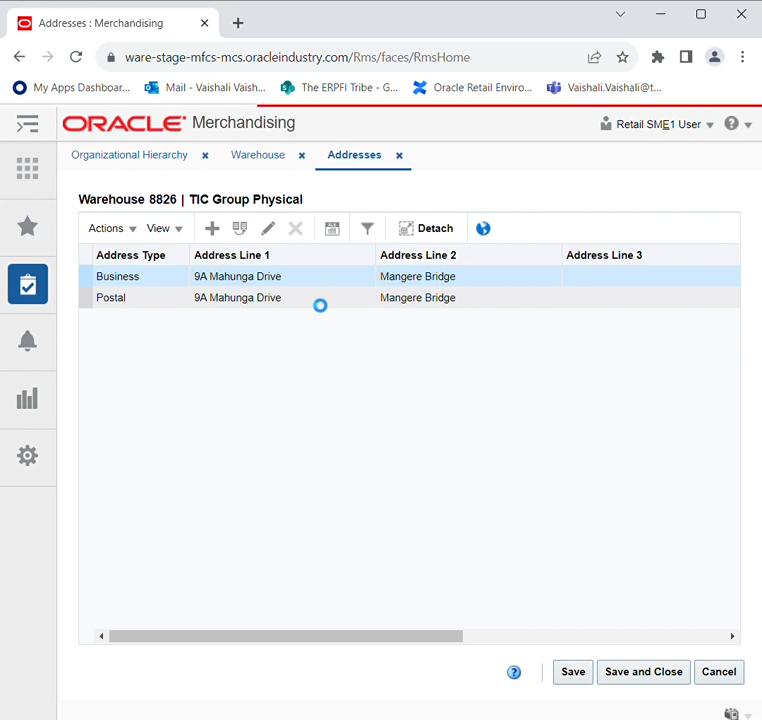 Addresses : Merchandising
ware-stage-mfcs-mcs.oracleindustry.com/Rms/faces/RmsHome
My Apps Dashboar... Mail - Vaishali Vaish... The ERPFI Tribe - G... Oracle Retail Enviro... Vaishali.Vaishali@t...
ORACLE Merchandising Retail SME1 User
Organizational Hierarchy Warehouse Addresses
Warehouse 8826 | TIC Group Physical
Actions View Detach
Address Type Address Line 1 Address Line 2 Address Line 3
Business 9A Mahunga Drive Mangere Bridge
Postal 9A Mahunga Drive Mangere Bridge
Save Save and Close Cancel